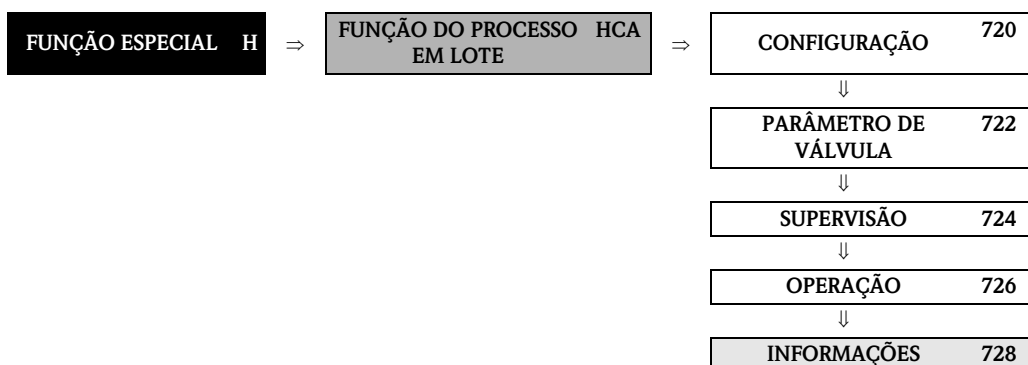 FUNÇÃO ESPECIAL H ⇒ FUNÇÃO DO PROCESSO HCA
EM LOTE ⇒ CONFIGURAÇÃO 720
⇓
PARÂMETRO DE 722
VÁLVULA
⇓
SUPERVISÃO 724
⇓
OPERAÇÃO 726
⇓
INFORMAÇÕES 728